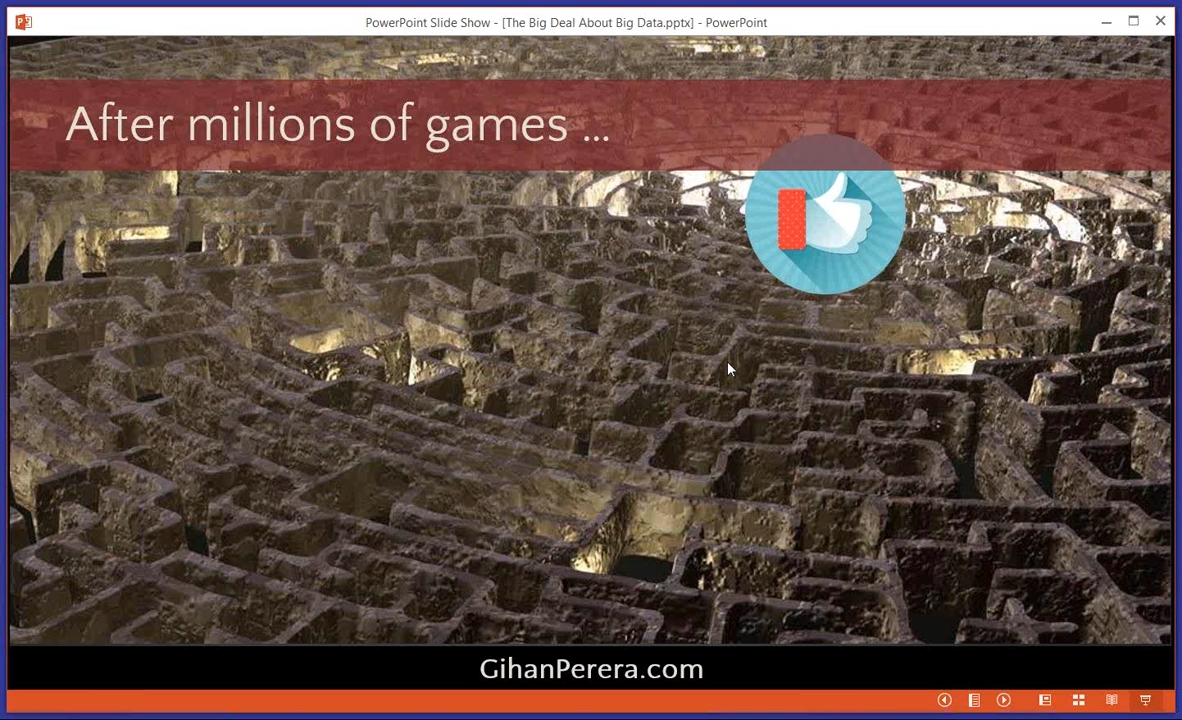 PowerPoint Slide Show - [The Big Deal About Big Data.pptx] - PowerPoint
After millions of games ...
GihanPerera.com